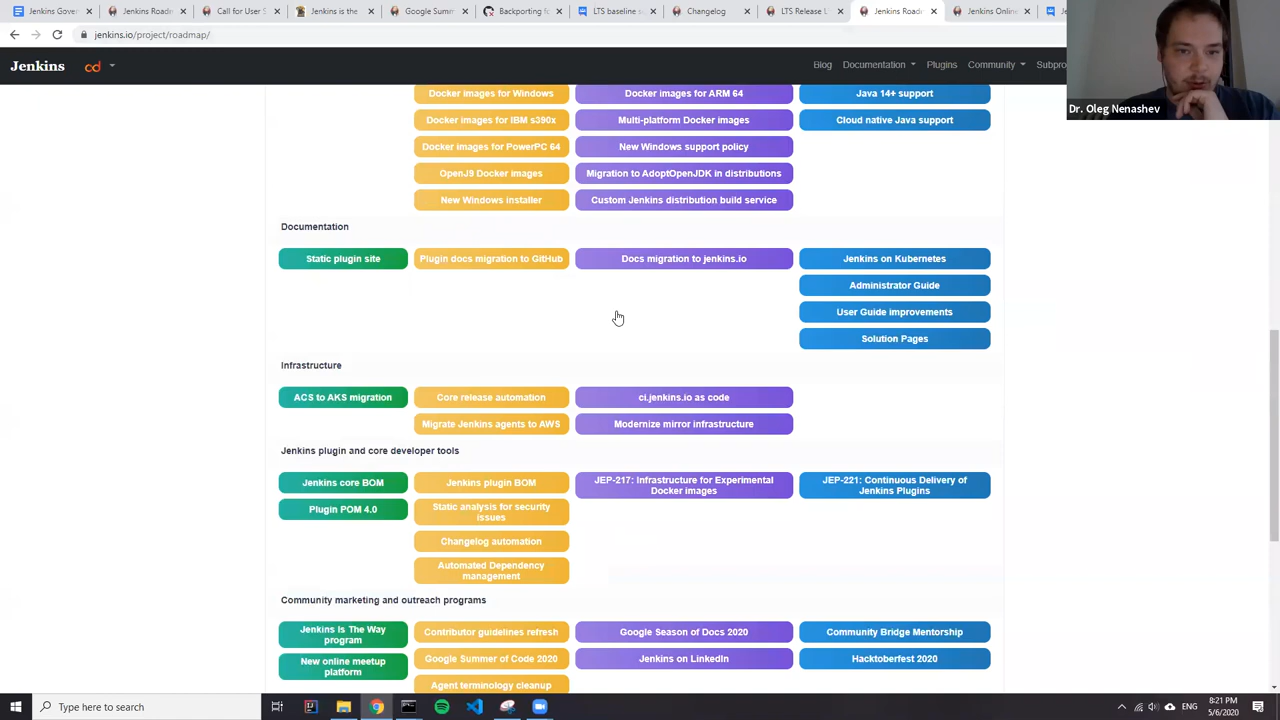 Jenkins Gover
Jenkins Roadm
Call for User S
Jenkins is the
Google Summ
Backporting fo
LTS baseline s
Changelog
LTS Release L
Jenkins Roadm
Jenkins Online
jenkins.io/project/roadmap/
Jenkins
cd
Blog
Documentation
Plugins
Community
Subpro
Dr. Oleg Nenashev
Docker images for Windows
Docker images for ARM 64
Java 14+ support
Docker images for IBM s390x
Multi-platform Docker images
Cloud native Java support
Docker images for PowerPC 64
New Windows support policy
OpenJ9 Docker images
Migration to AdoptOpenJDK in distributions
New Windows installer
Custom Jenkins distribution build service
Documentation
Static plugin site
Plugin docs migration to GitHub
Docs migration to jenkins.io
Jenkins on Kubernetes
Administrator Guide
User Guide improvements
Solution Pages
Infrastructure
ACS to AKS migration
Core release automation
ci.jenkins.io as code
Migrate Jenkins agents to AWS
Modernize mirror infrastructure
Jenkins plugin and core developer tools
Jenkins core BOM
Jenkins plugin BOM
JEP-217: Infrastructure for Experimental
Docker images
JEP-221: Continuous Delivery of
Jenkins Plugins
Plugin POM 4.0
Static analysis for security
issues
Changelog automation
Automated Dependency
management
Community marketing and outreach programs
Jenkins Is The Way
program
Contributor guidelines refresh
Google Season of Docs 2020
Community Bridge Mentorship
New online meetup
platform
Google Summer of Code 2020
Jenkins on LinkedIn
Hacktoberfest 2020
Agent terminology cleanup
Type here to search
ENG
8:21 PM
5/6/2020